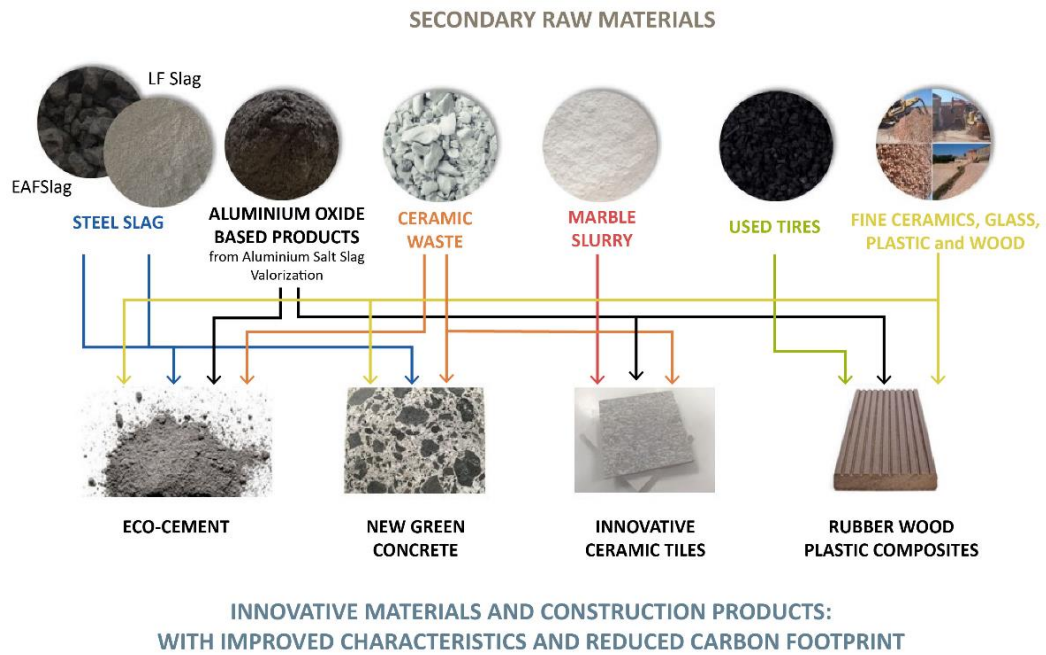 SECONDARY RAW MATERIALS
LF Slag
EAFSlag
STEEL SLAG
ALUMINIUM OXIDE
BASED PRODUCTS
from Aluminium Salt Slag
Valorization
CERAMIC
WASTE
MARBLE
SLURRY
USED TIRES
FINE CERAMICS, GLASS,
PLASTIC and WOOD
ECO-CEMENT
NEW GREEN
CONCRETE
INNOVATIVE
CERAMIC TILES
RUBBER WOOD
PLASTIC COMPOSITES
INNOVATIVE MATERIALS AND CONSTRUCTION PRODUCTS:
WITH IMPROVED CHARACTERISTICS AND REDUCED CARBON FOOTPRINT